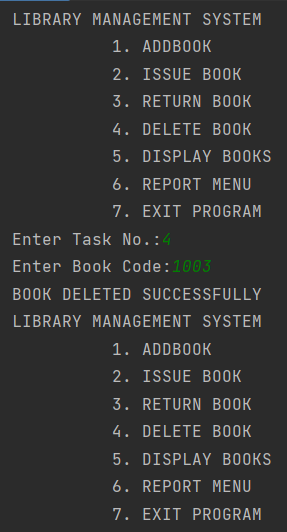 LIBRARY MANAGEMENT SYSTEM
1. ADDBOOK
2. ISSUE BOOK
3. RETURN BOOK
4. DELETE BOOK
5. DISPLAY BOOKS
6. REPORT MENU
7. EXIT PROGRAM
Enter Task No.:4
Enter Book Code:1003
BOOK DELETED SUCCESSFULLY
LIBRARY MANAGEMENT SYSTEM
1. ADDBOOK
2. ISSUE BOOK
3. RETURN BOOK
4. DELETE BOOK
5. DISPLAY BOOKS
6. REPORT MENU
7. EXIT PROGRAM